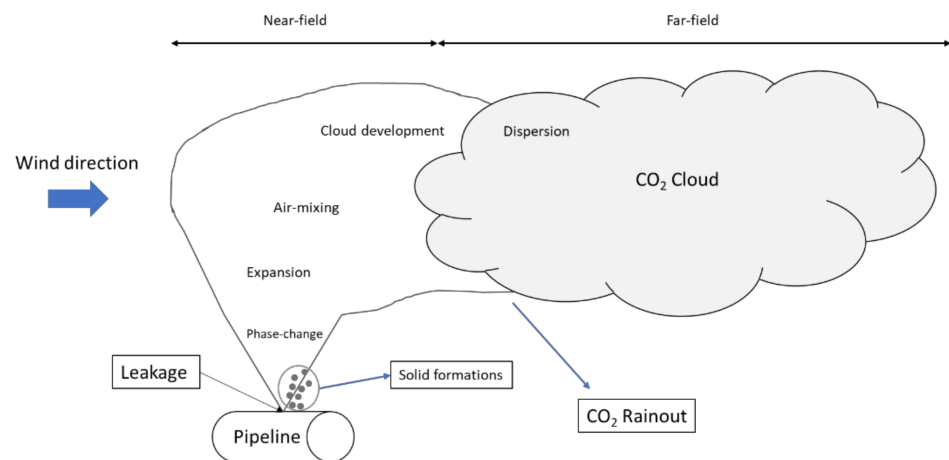 Near-field
Far-field
Cloud development
Dispersion
Wind direction
CO₂ Cloud
Air-mixing
Expansion
Phase-change
Leakage
Solid formations
CO₂ Rainout
Pipeline